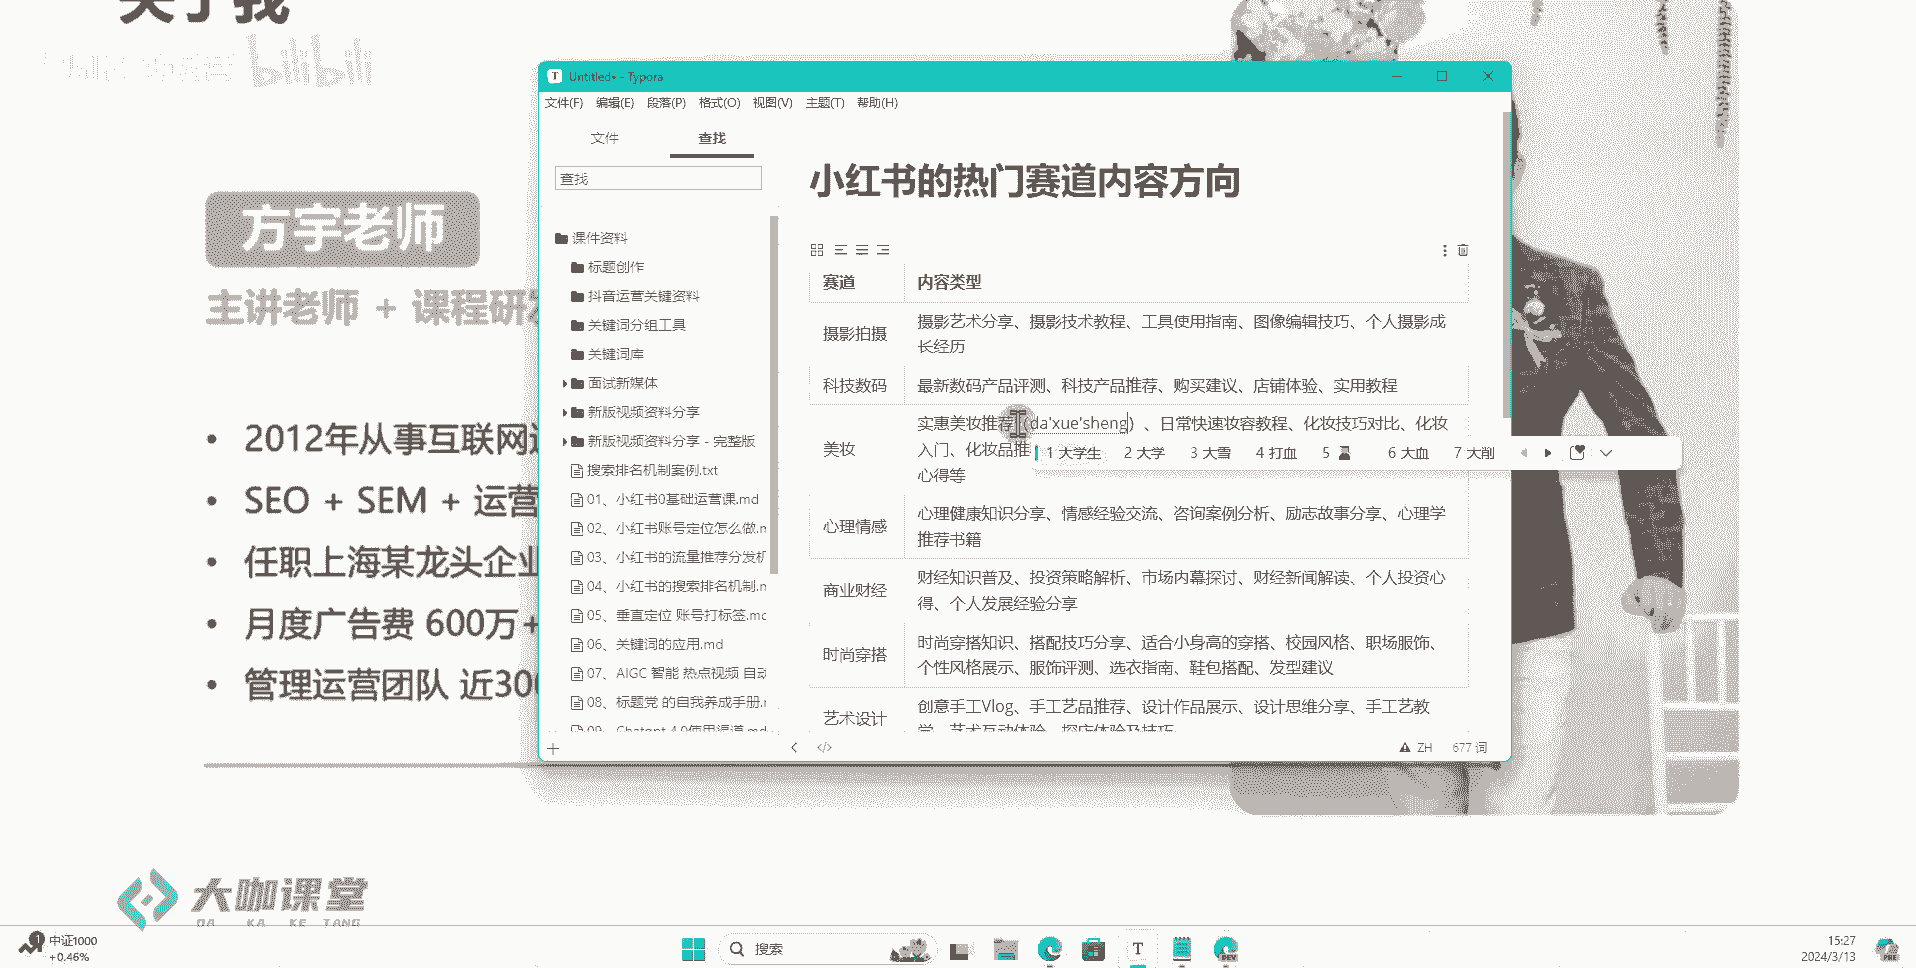 关于我
bilibili
方宇老师
主讲老师 + 课程研发
• 2012年从事互联网运
• SEO + SEM + 运营
• 任职上海某龙头企业
• 月度广告费 600万+
• 管理运营团队 近300
大咖课堂
DA KA KE TANG
Untitled• - Typora
文件(F) 编辑(E) 段落(P) 格式(O) 视图(V) 主题(T) 帮助(H)
文件 查找
查找
课件资料
标题创作
抖音运营关键资料
关键词分组工具
关键词库
面试新媒体
新版视频资料分享
新版视频资料分享 - 完整版
搜索排名机制案例.txt
01、小红书0基础运营课.md
02、小红书账号定位怎么做.m
03、小红书的流量推荐分发机
04、小红书的搜索排名机制.m
05、垂直定位 账号打标签.md
06、关键词的应用.md
07、AIGC 智能 热点视频 自动
08、标题党 的自我养成手册.m
09、Chatgpt 4.0使用渠道.md
小红书的热门赛道内容方向
赛道 内容类型
摄影拍摄 摄影艺术分享、摄影技术教程、工具使用指南、图像编辑技巧、个人摄影成
长经历
科技数码 最新数码产品评测、科技产品推荐、购买建议、店铺体验、实用教程
美妆 实惠美妆推荐（da'xue'sheng）、日常快速妆容教程、化妆技巧对比、化妆
入门、化妆品推
心得等
1 大学生 2 大学 3 大雪 4 打血 5 6 大血 7 大削
心理情感 心理健康知识分享、情感经验交流、咨询案例分析、励志故事分享、心理学
推荐书籍
商业财经 财经知识普及、投资策略解析、市场内幕探讨、财经新闻解读、个人投资心
得、个人发展经验分享
时尚穿搭 时尚穿搭知识、搭配技巧分享、适合小身高的穿搭、校园风格、职场服饰、
个性风格展示、服饰评测、选衣指南、鞋包搭配、发型建议
艺术设计 创意手工Vlog、手工艺品推荐、设计作品展示、设计思维分享、手工艺教
学、艺术互动体验、探店体验及技巧
ZH 677 词
中证1000
+0.46%
搜索
15:27
2024/3/13